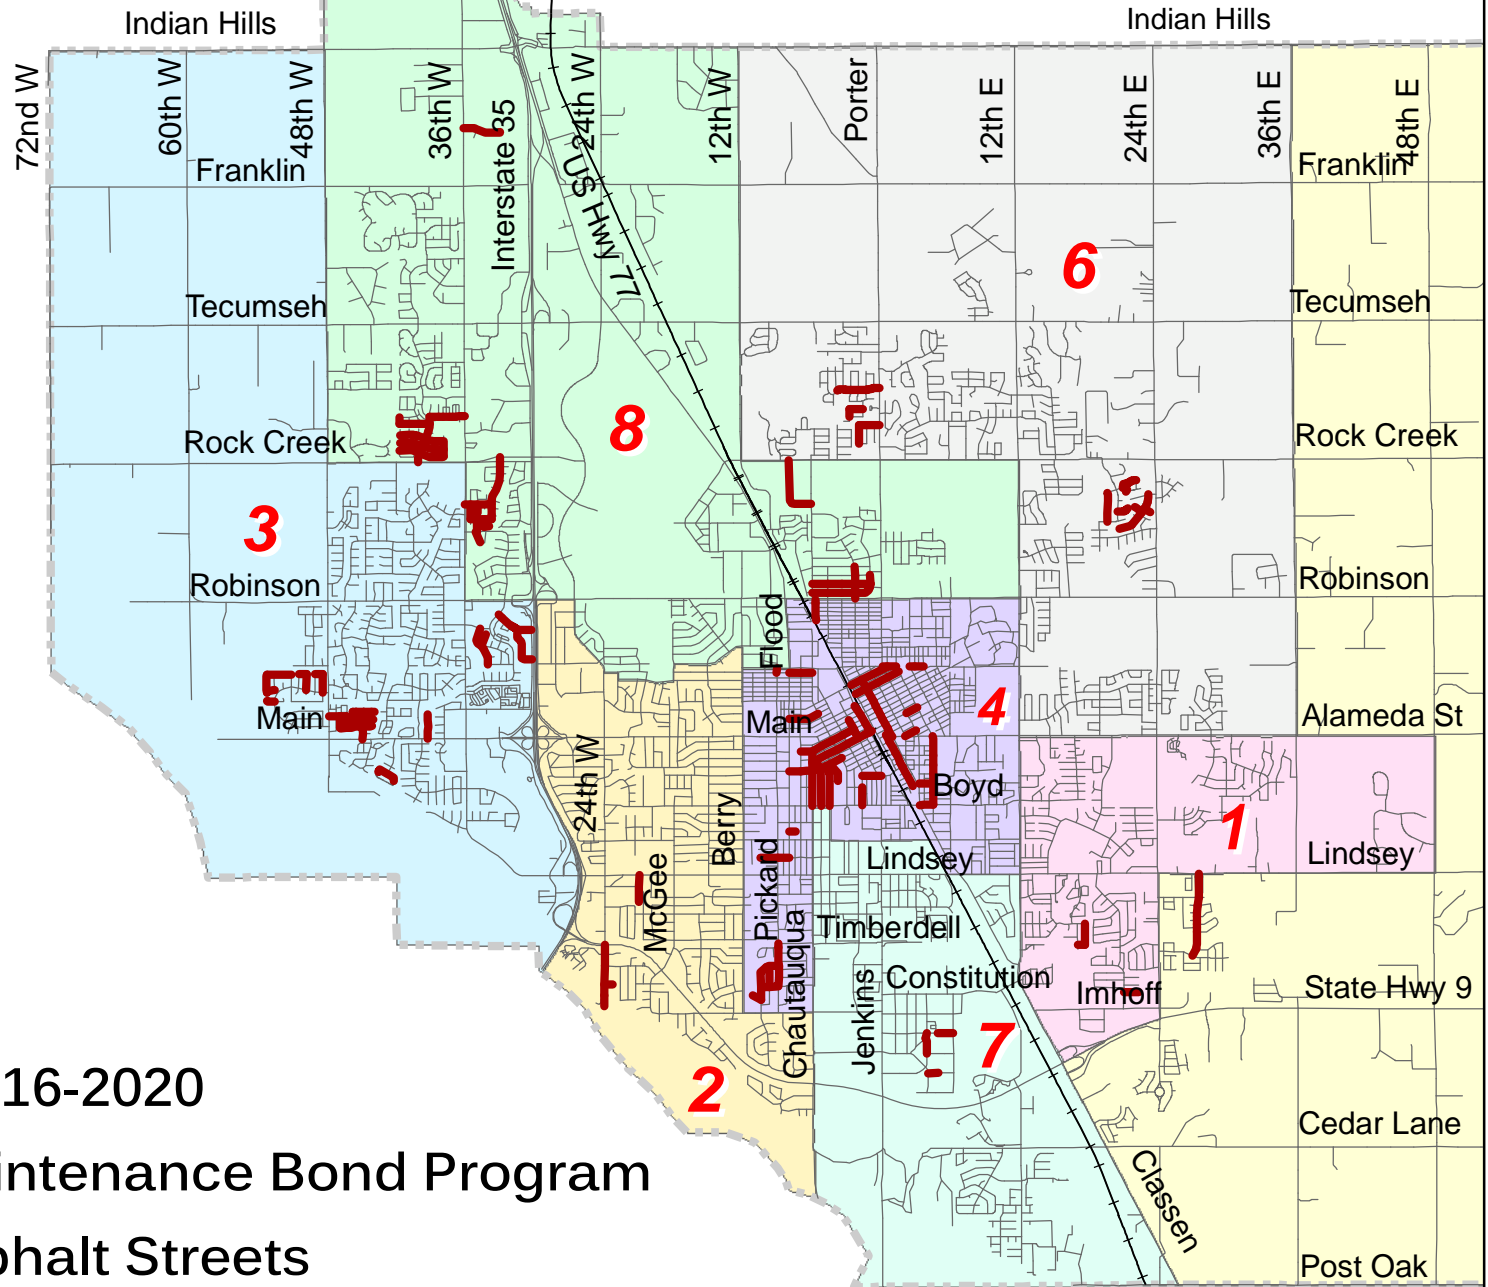 Indian Hills
Indian Hills
72nd W
60th W
48th W
36th W
Interstate 35
24th W
US Hwy 77
12th W
Porter
12th E
24th E
36th E
48th E
Franklin
Franklin
6
Tecumseh
Tecumseh
8
Rock Creek
Rock Creek
3
Robinson
Robinson
Flood
4
Main
Main
Alameda St
24th W
Berry
Boyd
1
McGee
Pickard
Lindsey
Lindsey
Chautauqua
Timberdell
Jenkins
Constitution
Imhoff
State Hwy 9
7
2
16-2020
Cedar Lane
intenance Bond Program
Classen
phalt Streets
Post Oak